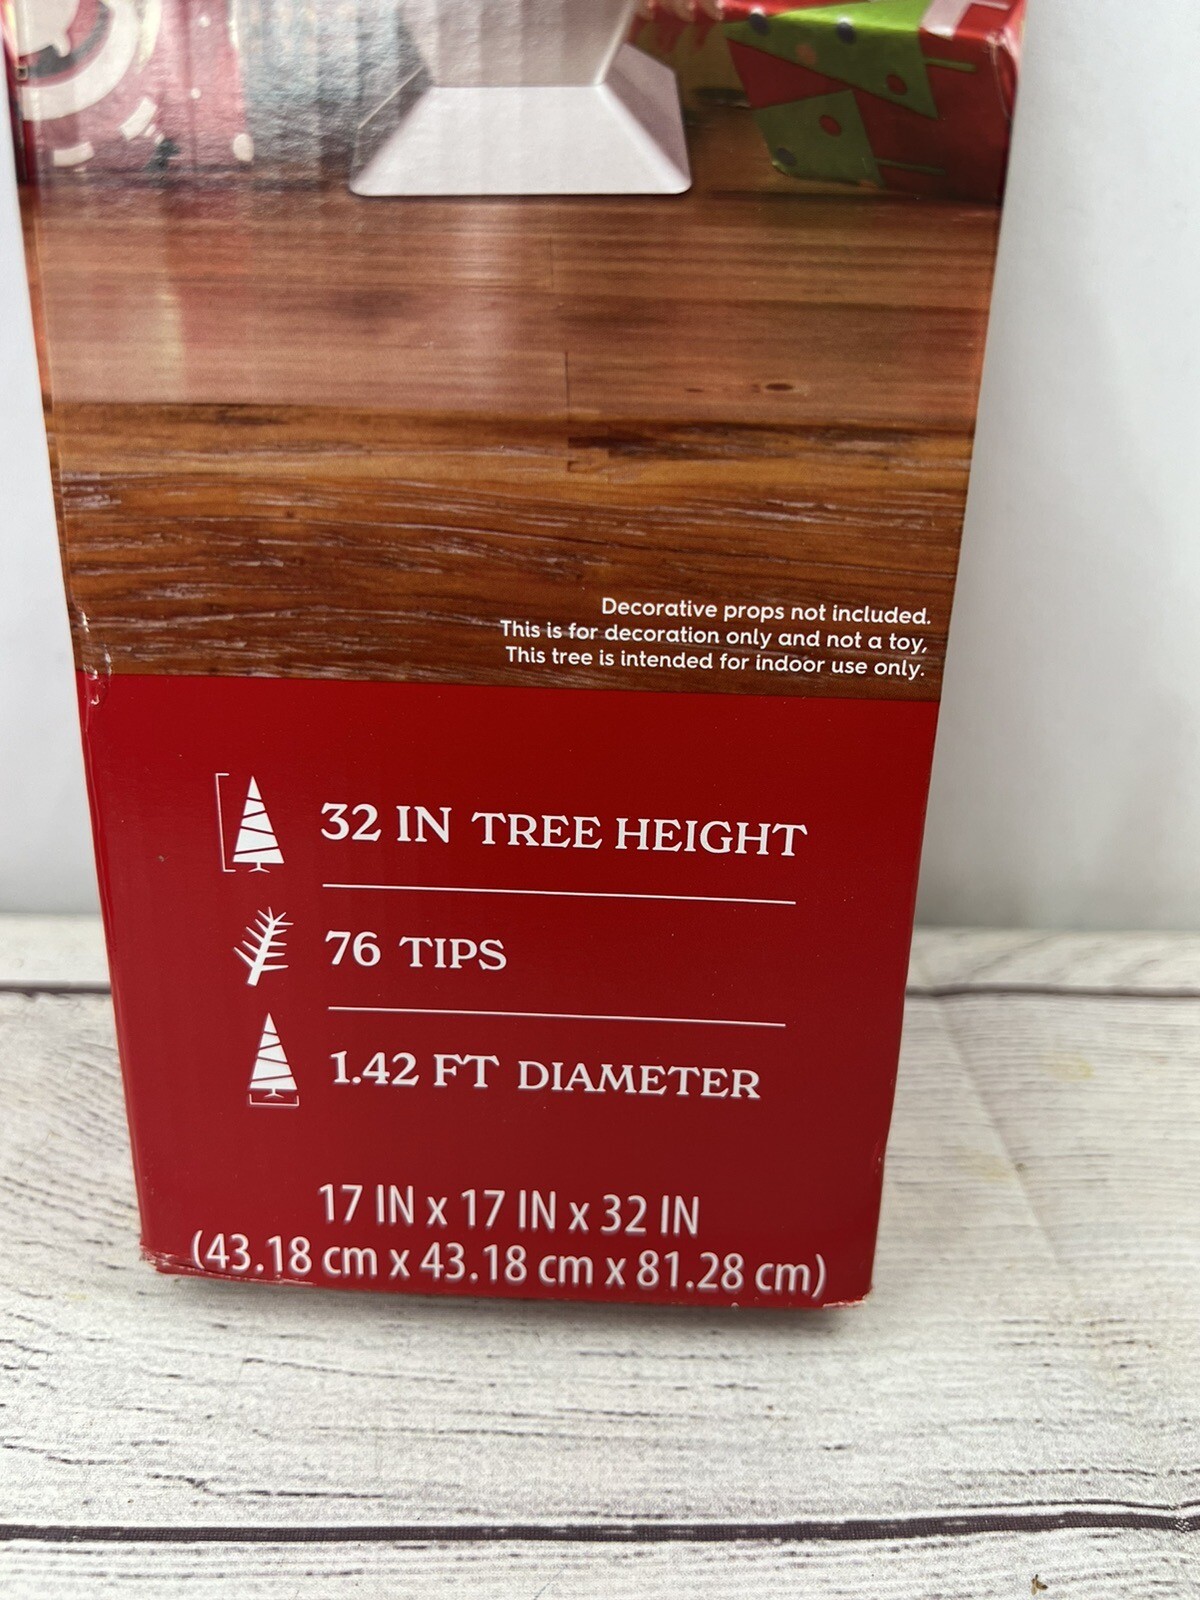 Decorative props not included.
This is for decoration only and not a toy,
This tree is intended for indoor use only.
32 IN TREE HEIGHT
76 TIPS
1.42 FT DIAMETER
17 IN x 17 IN x 32 IN
(43.18 cm x 43.18 cm x 81.28 cm)